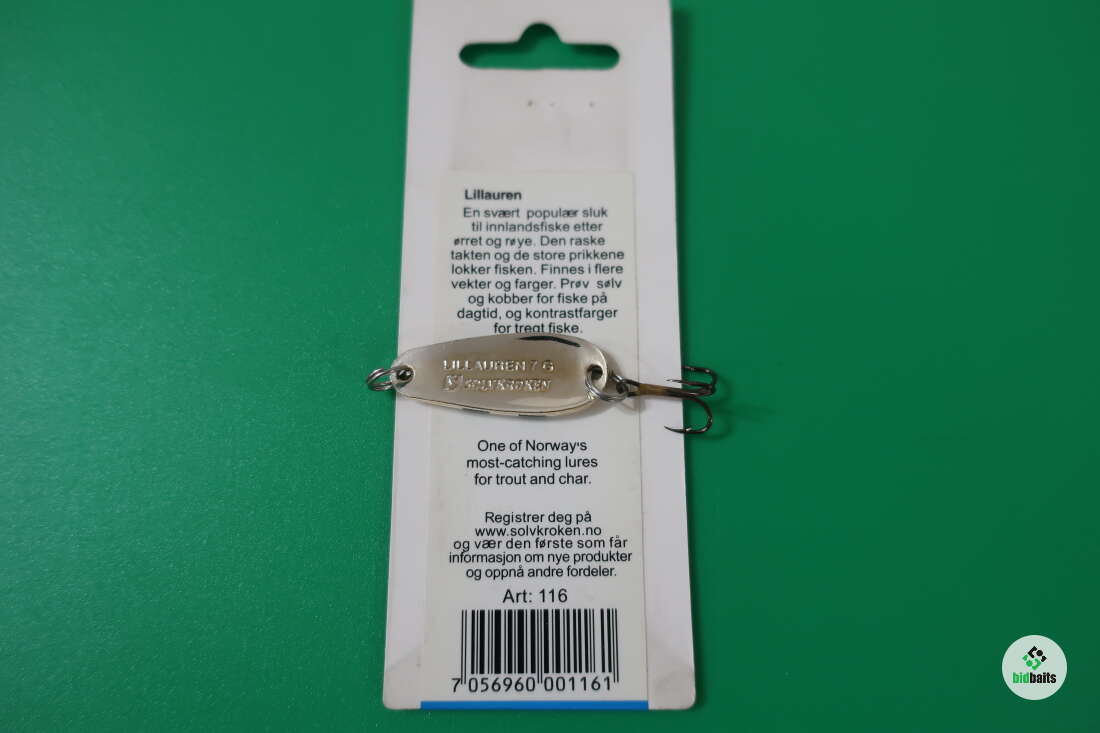 Lillauren
En svært populær sluk
til innlandsfiske etter
ørret og røye. Den raske
takten og de store prikkene
lokker fisken. Finnes i flere
vekter og farger. Prøv sølv
og kobber for fiske på
dagtid, og kontrastfarger
for tregt fiske.
LILLAUREN 7 G
SØLVKROKEN
One of Norway's
most-catching lures
for trout and char.
Registrer deg på
www.solvkroken.no
og vær den første som får
informasjon om nye produkter
og oppnå andre fordeler.
Art: 116
7 056960 001161
bidbaits